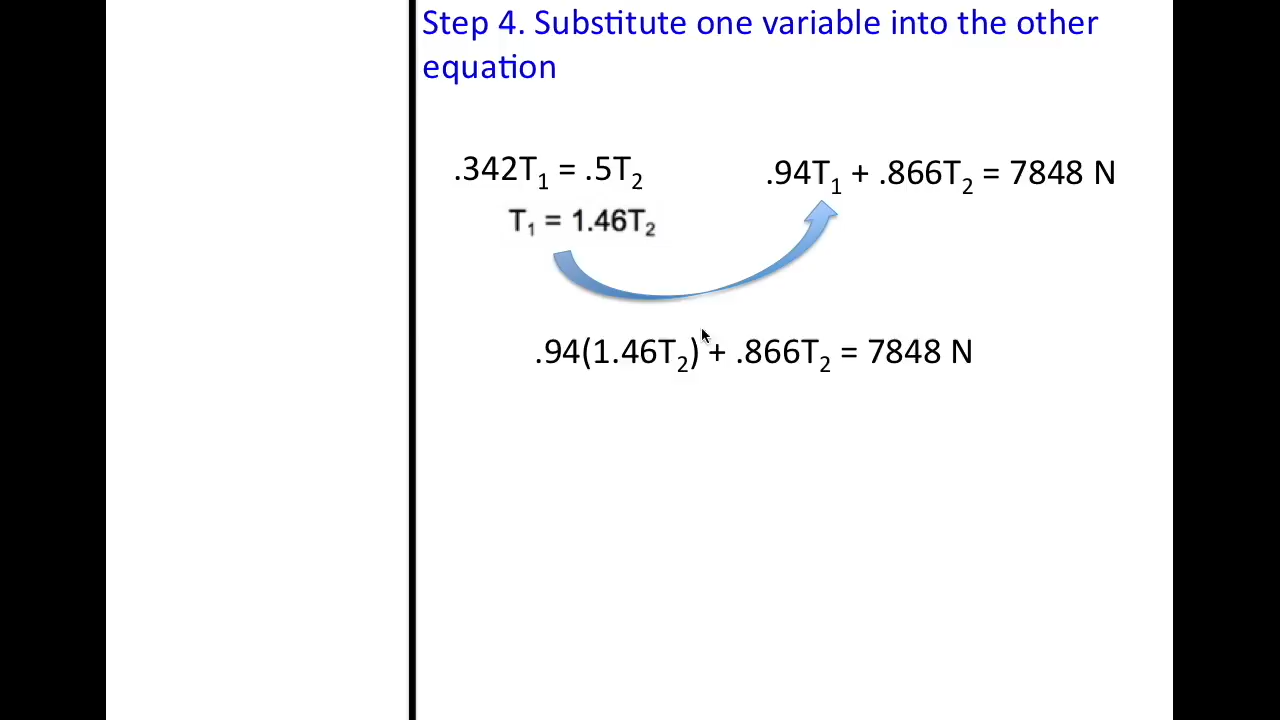 Step 4. Substitute one variable into the other
equation
.342T₁ = .5T₂
T₁ = 1.46T₂
.94T₁ + .866T₂ = 7848 N
.94(1.46T₂) + .866T₂ = 7848 N